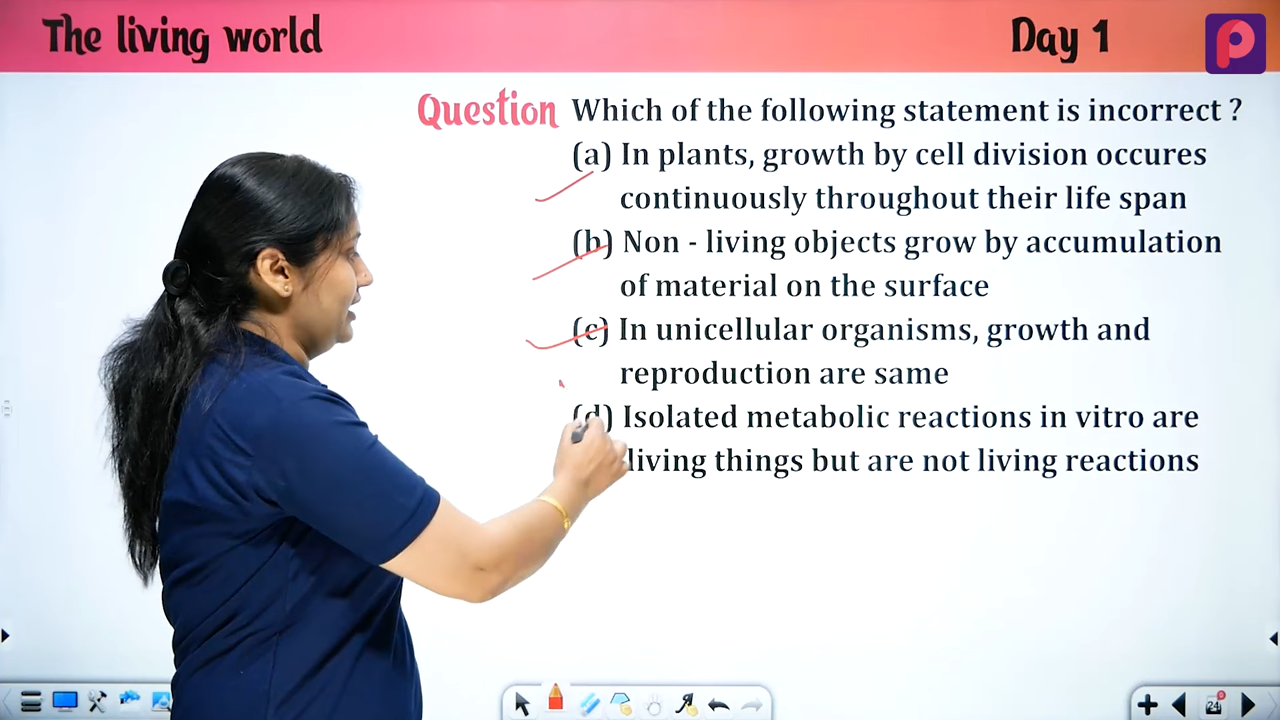 The living world
Day 1
Question Which of the following statement is incorrect ?
(a) In plants, growth by cell division occures
continuously throughout their life span
(b) Non - living objects grow by accumulation
of material on the surface
(c) In unicellular organisms, growth and
reproduction are same
(d) Isolated metabolic reactions in vitro are
living things but are not living reactions
24